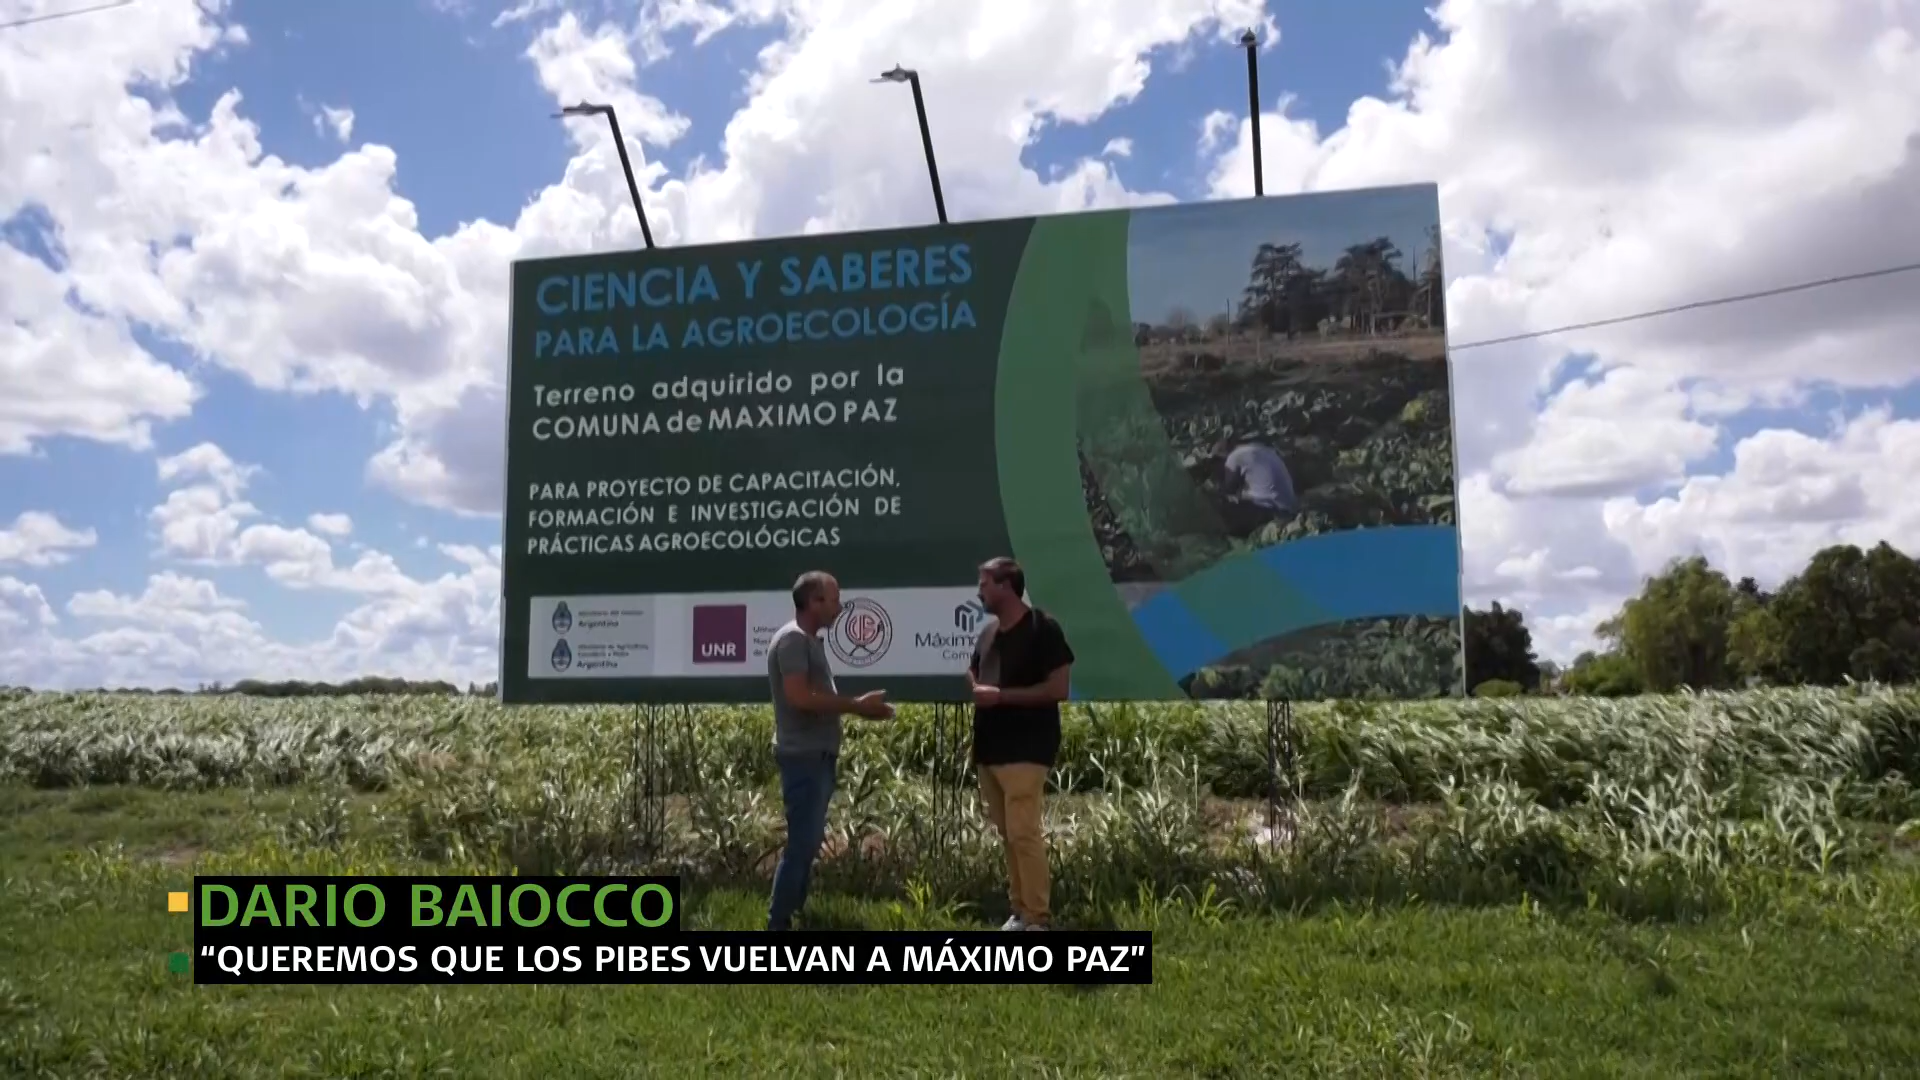 CIENCIA Y SABERES
PARA LA AGROECOLOGÍA
Terreno adquirido por la
COMUNA de MAXIMO PAZ
PARA PROYECTO DE CAPACITACIÓN,
FORMACIÓN E INVESTIGACIÓN DE
PRÁCTICAS AGROECOLÓGICAS
Argentina
Argentina
UNR
Máximo
DARIO BAIOCCO
“QUEREMOS QUE LOS PIBES VUELVAN A MÁXIMO PAZ”